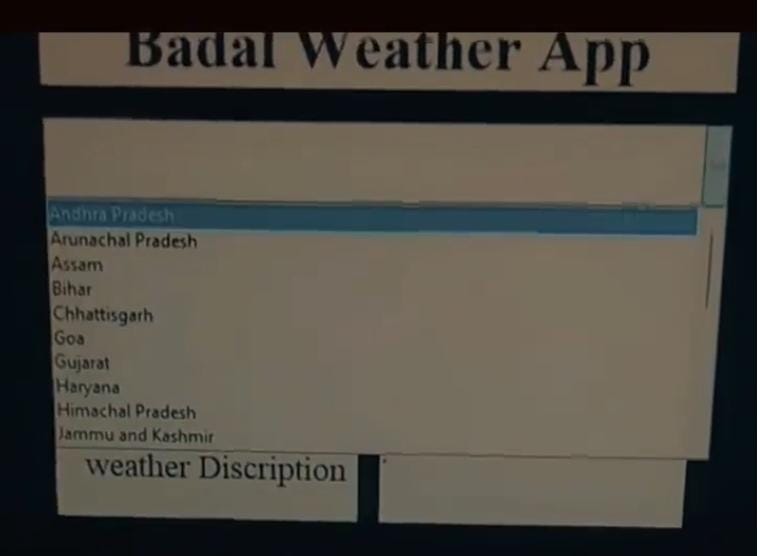 Badal Weather App
Andhra Pradesh
Arunachal Pradesh
Assam
Bihar
Chhattisgarh
Goa
Gujarat
Haryana
Himachal Pradesh
Jammu and Kashmir
weather Discription